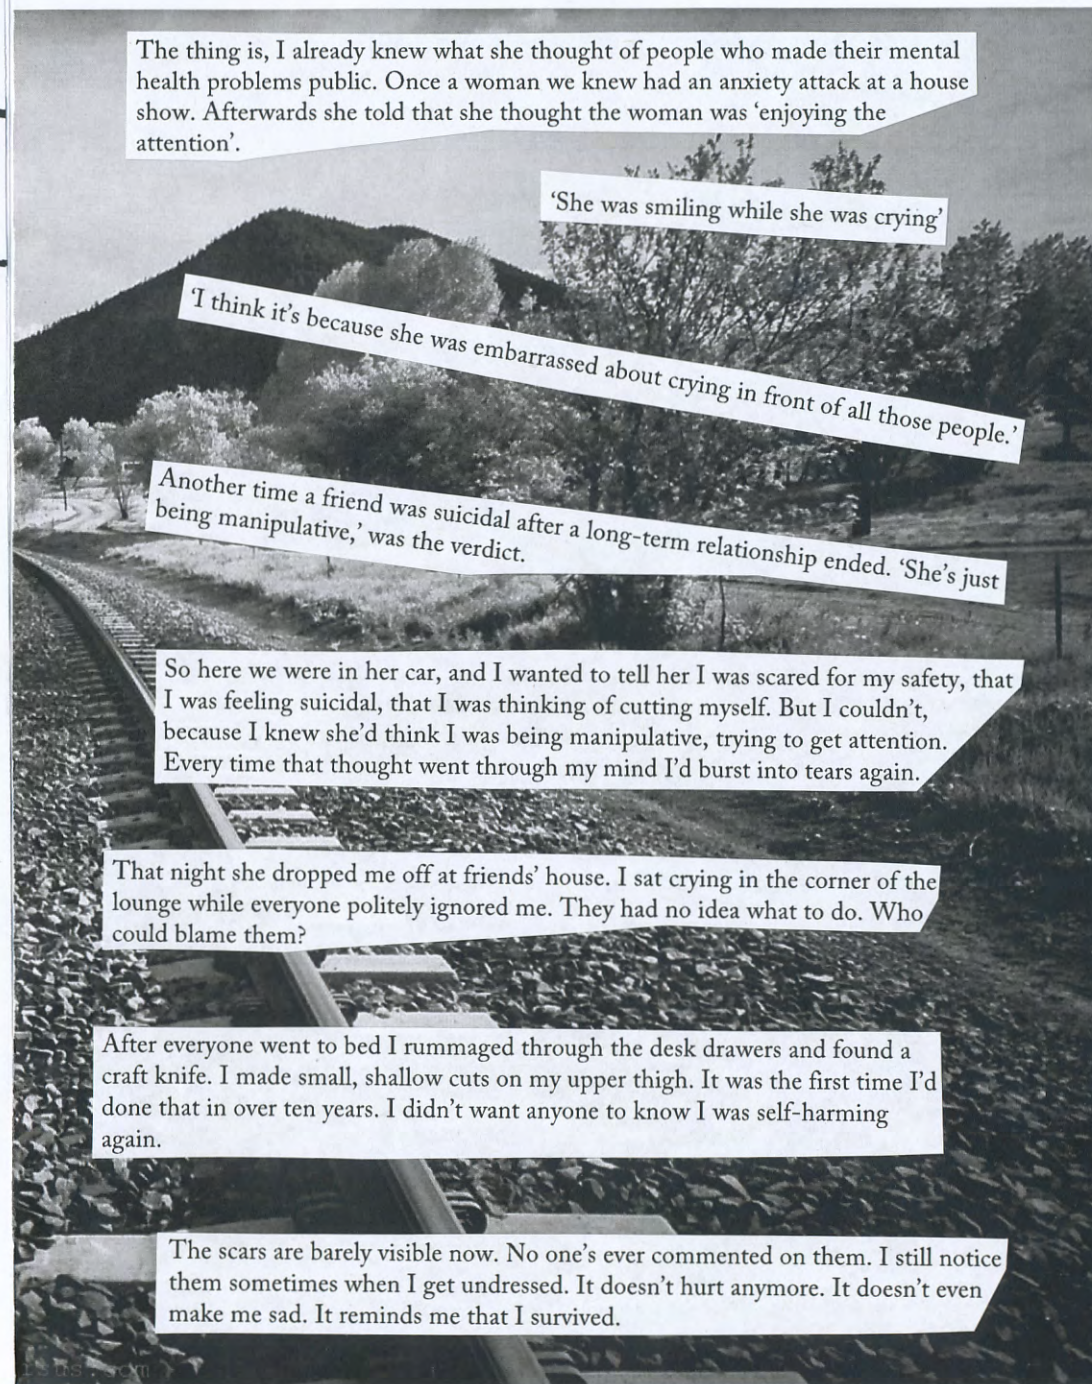 The thing is, I already knew what she thought of people who made their mental
health problems public. Once a woman we knew had an anxiety attack at a house
show. Afterwards she told that she thought the woman was ‘enjoying the
attention’.
‘She was smiling while she was crying’
‘I think it’s because she was embarrassed about crying in front of all those people.’
Another time a friend was suicidal after a long-term relationship ended. ‘She’s just
being manipulative,’ was the verdict.
So here we were in her car, and I wanted to tell her I was scared for my safety, that
I was feeling suicidal, that I was thinking of cutting myself. But I couldn’t,
because I knew she’d think I was being manipulative, trying to get attention.
Every time that thought went through my mind I’d burst into tears again.
That night she dropped me off at friends’ house. I sat crying in the corner of the
lounge while everyone politely ignored me. They had no idea what to do. Who
could blame them?
After everyone went to bed I rummaged through the desk drawers and found a
craft knife. I made small, shallow cuts on my upper thigh. It was the first time I’d
done that in over ten years. I didn’t want anyone to know I was self-harming
again.
The scars are barely visible now. No one’s ever commented on them. I still notice
them sometimes when I get undressed. It doesn’t hurt anymore. It doesn’t even
make me sad. It reminds me that I survived.